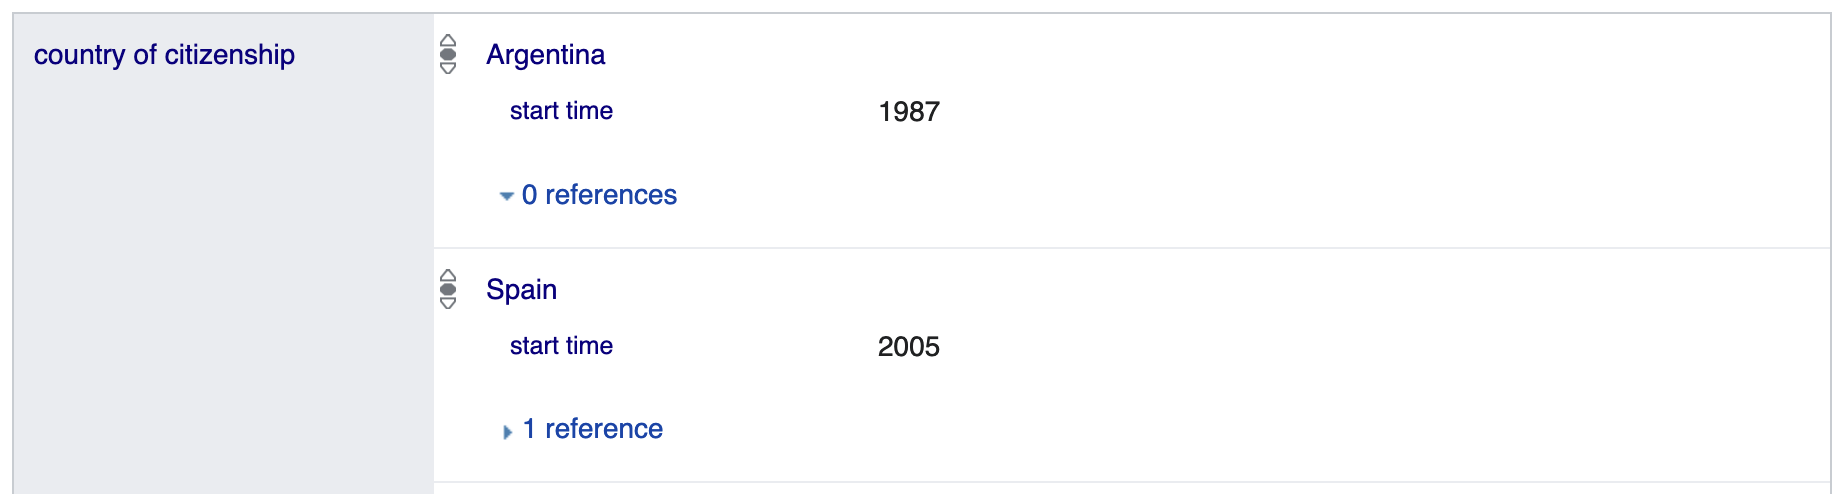 country of citizenship
Argentina
start time 1987
0 references
Spain
start time 2005
1 reference